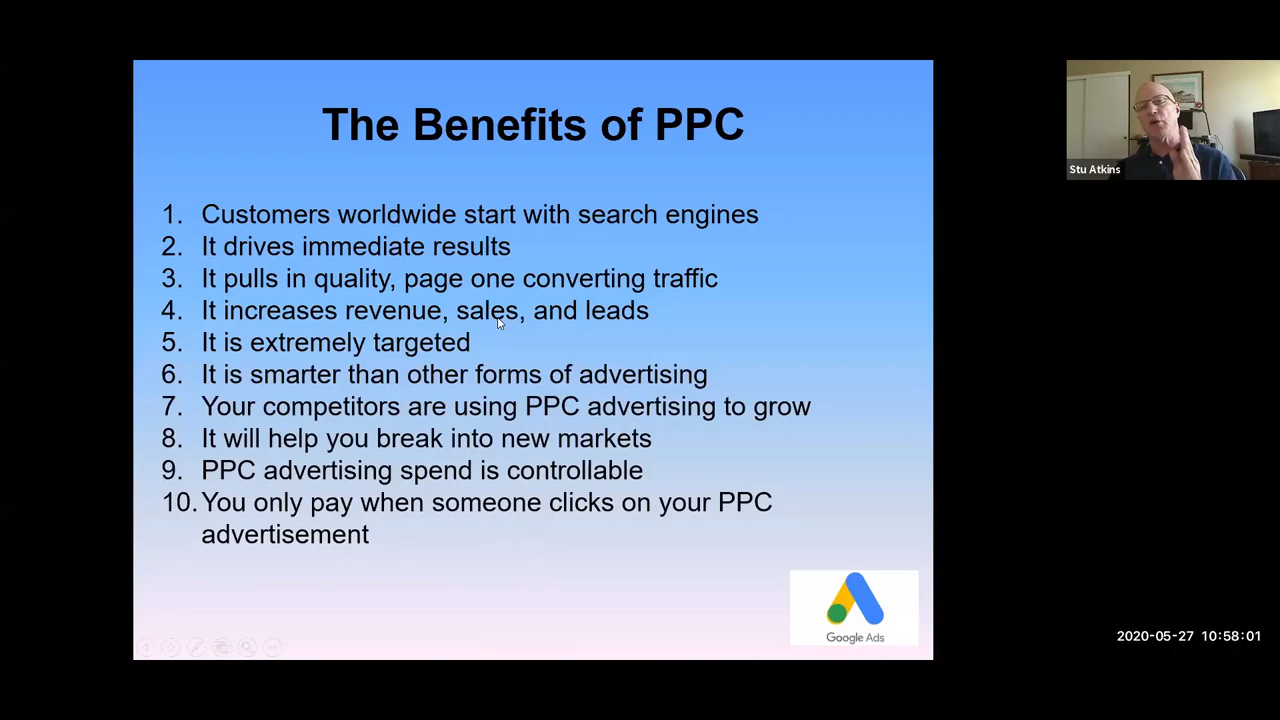 The Benefits of PPC
1. Customers worldwide start with search engines
2. It drives immediate results
3. It pulls in quality, page one converting traffic
4. It increases revenue, sales, and leads
5. It is extremely targeted
6. It is smarter than other forms of advertising
7. Your competitors are using PPC advertising to grow
8. It will help you break into new markets
9. PPC advertising spend is controllable
10. You only pay when someone clicks on your PPC
advertisement
Google Ads
Stu Atkins
2020-05-27 10:58:01